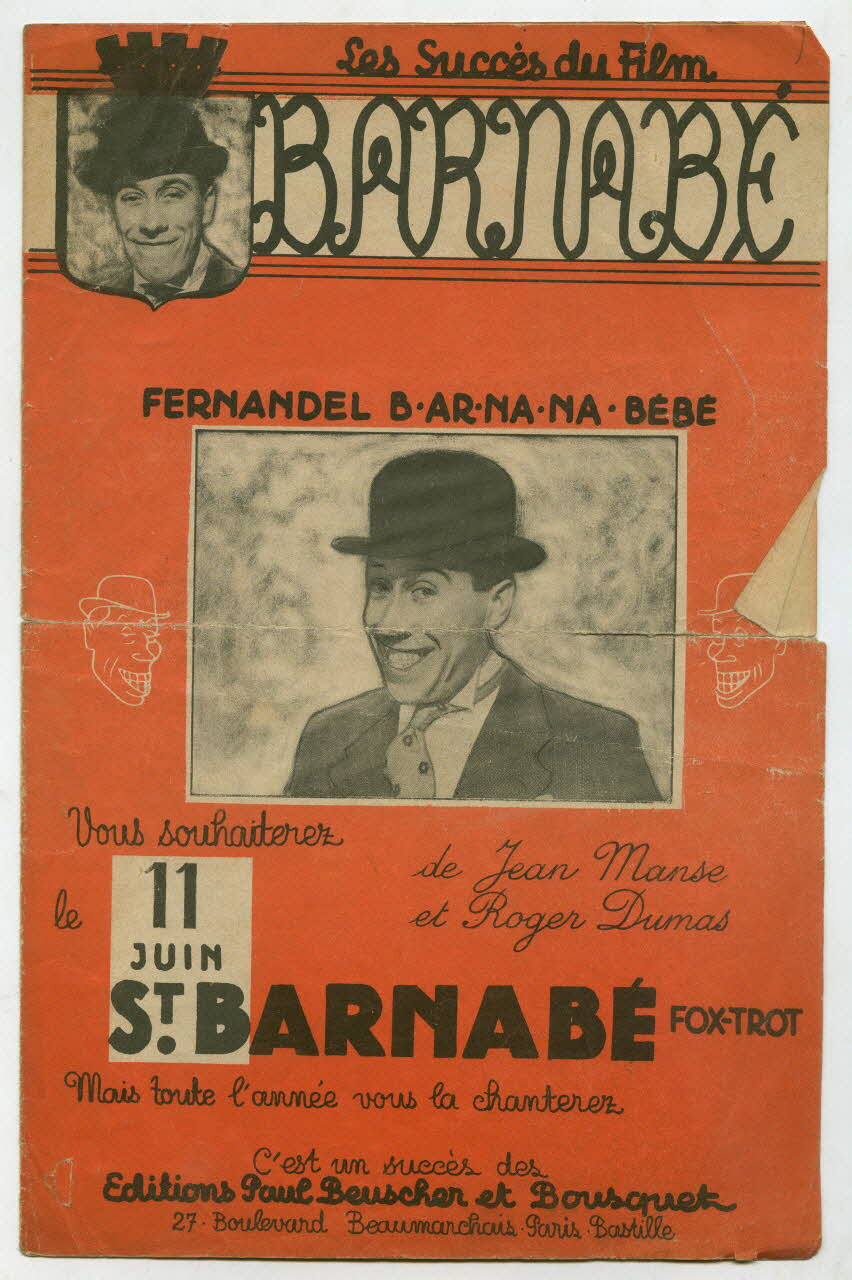 Les Succès du Film
BARNABÉ
FERNANDEL B·AR·NA·NA·BÉBÉ
Vous souhaiterez
le 11
JUIN
de Jean Manse
et Roger Dumas
ST. BARNABÉ FOX-TROT
Mais toute l'année vous la chanterez
C'est un succès des
Editions Paul Beuscher et Bousquet
27·Boulevard Beaumarchais·Paris·Bastille